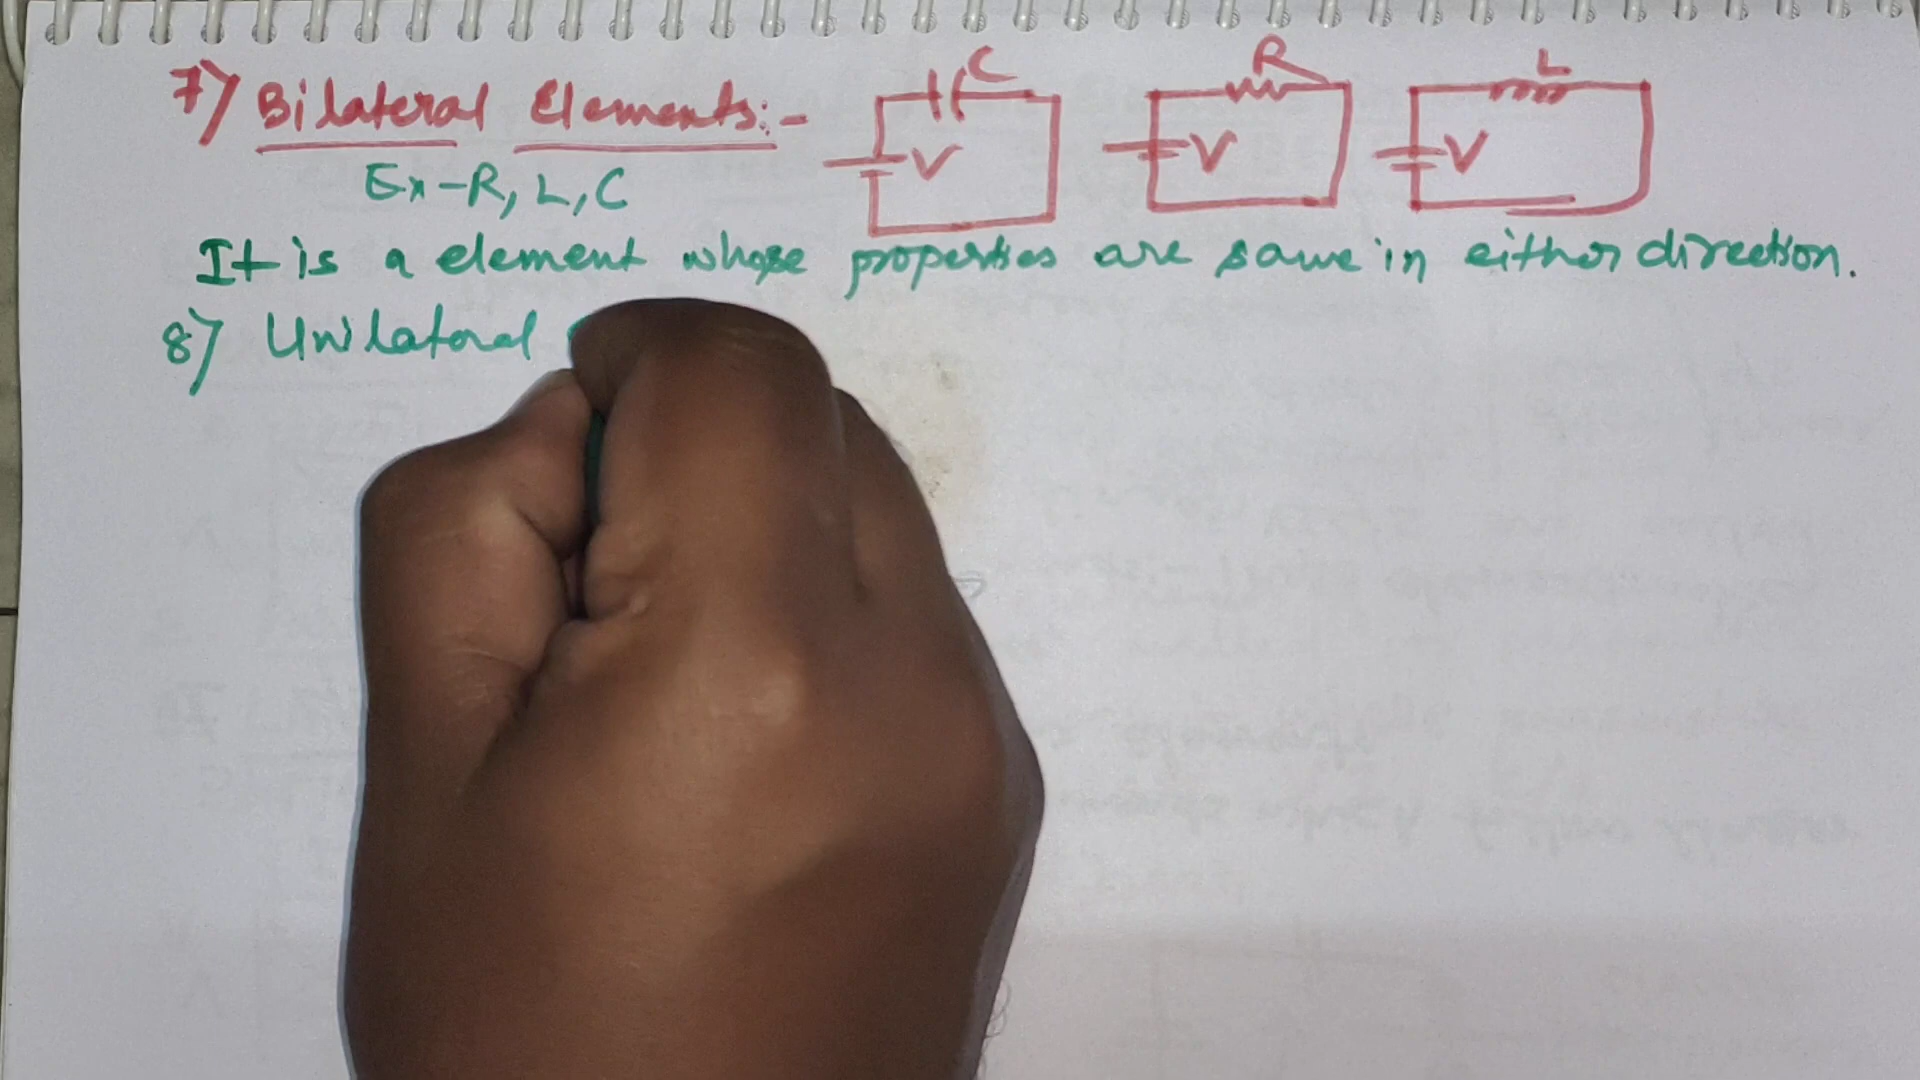 7) Bilateral Elements:-
C
R
L
V
V
V
Ex-R, L, C
It is a element whose properties are same in either direction.
8) Unilateral